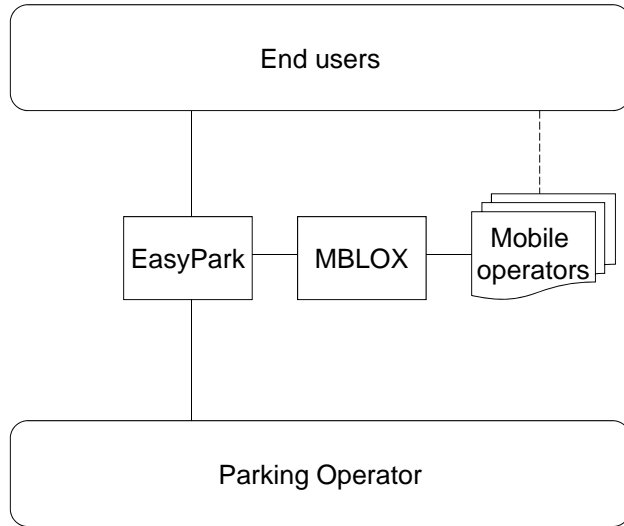 End users
EasyPark
MBLOX
Mobile
operators
Parking Operator